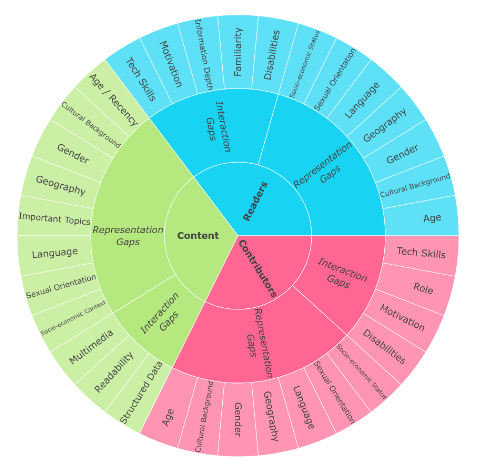 Readers
Interaction
Gaps
Tech Skills
Motivation
Information Depth
Familiarity
Disabilities
Representation
Gaps
Socio-economic Status
Sexual Orientation
Language
Geography
Gender
Cultural Background
Age
Contributors
Interaction
Gaps
Tech Skills
Role
Motivation
Disabilities
Representation
Gaps
Socio-economic Status
Sexual Orientation
Language
Geography
Gender
Cultural Background
Age
Content
Interaction
Gaps
Structured Data
Readability
Multimedia
Representation
Gaps
Socio-economic Context
Sexual Orientation
Language
Important Topics
Geography
Gender
Cultural Background
Age / Recency